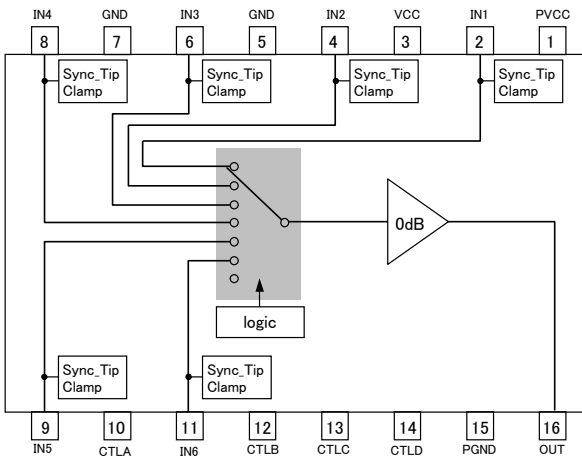 IN4 GND IN3 GND IN2 VCC IN1 PVCC
8 7 6 5 4 3 2 1
Sync_Tip
Clamp
Sync_Tip
Clamp
Sync_Tip
Clamp
Sync_Tip
Clamp
0dB
logic
Sync_Tip
Clamp
Sync_Tip
Clamp
9 10 11 12 13 14 15 16
IN5 CTLA IN6 CTLB CTLC CTLD PGND OUT